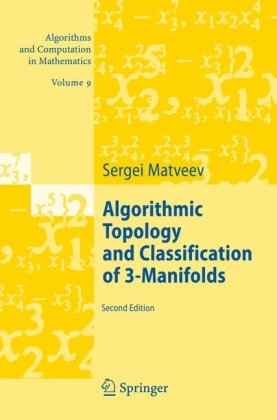 Algorithms
and Computation
in Mathematics
Volume 9
Sergei Matveev
Algorithmic
Topology
and Classification
of 3-Manifolds
Second Edition
Springer